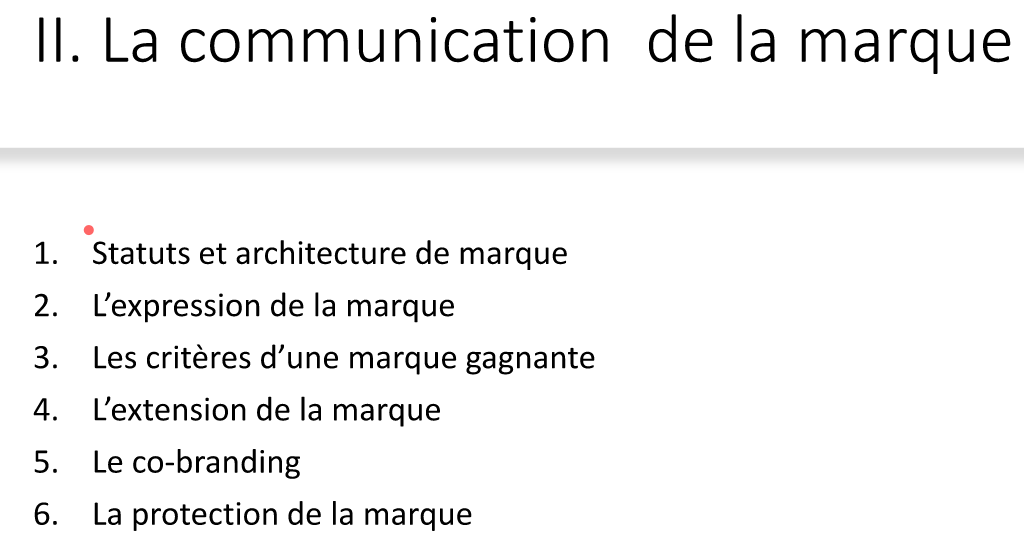 II. La communication  de la marque
1. Statuts et architecture de marque
2. L’expression de la marque
3. Les critères d’une marque gagnante
4. L’extension de la marque
5. Le co-branding
6. La protection de la marque